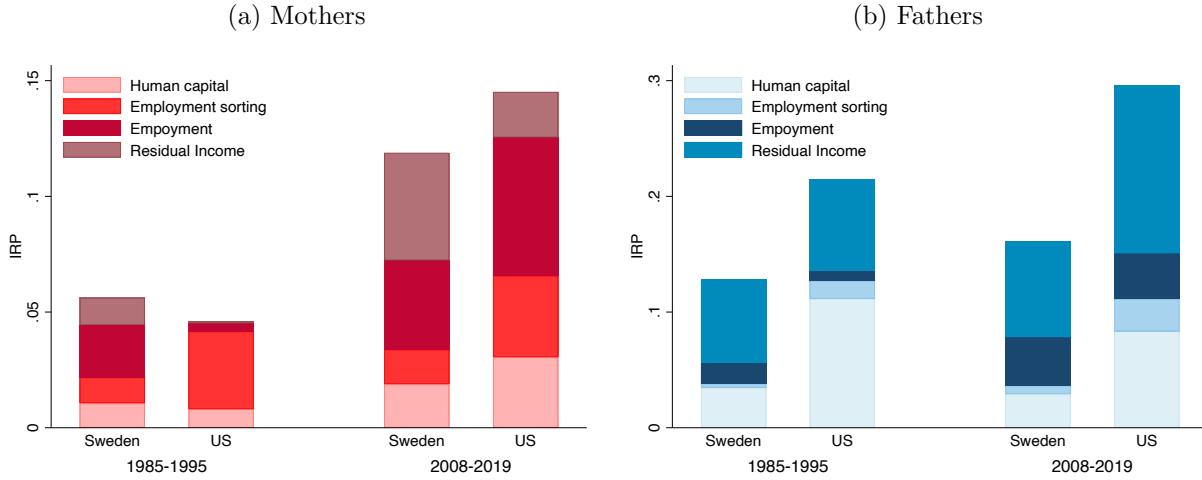 (a) Mothers
.15
.1
.05
0
IRP
Human capital
Employment sorting
Empoyment
Residual Income
Sweden
US
Sweden
US
1985-1995
2008-2019
(b) Fathers
.3
.2
.1
0
IRP
Human capital
Employment sorting
Empoyment
Residual Income
Sweden
US
Sweden
US
1985-1995
2008-2019